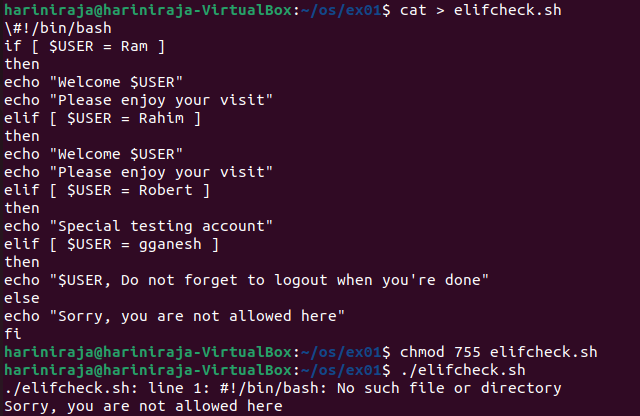 hariniraja@hariniraja-VirtualBox:~/os/ex01$ cat > elifcheck.sh
\#!/bin/bash
if [ $USER = Ram ]
then
echo "Welcome $USER"
echo "Please enjoy your visit"
elif [ $USER = Rahim ]
then
echo "Welcome $USER"
echo "Please enjoy your visit"
elif [ $USER = Robert ]
then
echo "Special testing account"
elif [ $USER = gganesh ]
then
echo "$USER, Do not forget to logout when you're done"
else
echo "Sorry, you are not allowed here"
fi
hariniraja@hariniraja-VirtualBox:~/os/ex01$ chmod 755 elifcheck.sh
hariniraja@hariniraja-VirtualBox:~/os/ex01$ ./elifcheck.sh
./elifcheck.sh: line 1: #!/bin/bash: No such file or directory
Sorry, you are not allowed here